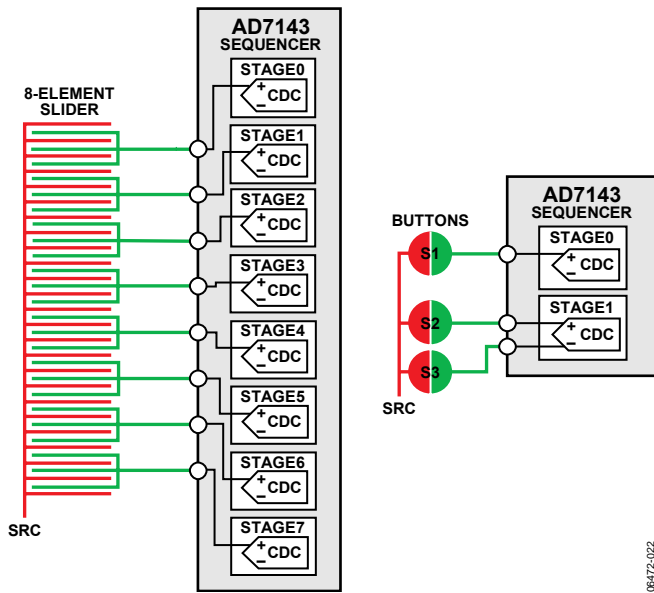 AD7143
SEQUENCER
8-ELEMENT
SLIDER
STAGE0
+
– CDC
STAGE1
+
– CDC
STAGE2
+
– CDC
STAGE3
+
– CDC
STAGE4
+
– CDC
STAGE5
+
– CDC
STAGE6
+
– CDC
STAGE7
+
– CDC
SRC
AD7143
SEQUENCER
BUTTONS
S1
S2
S3
SRC
STAGE0
+
– CDC
STAGE1
+
– CDC
06472-022